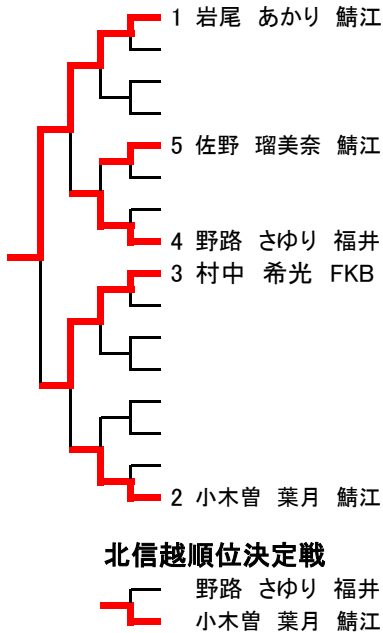 1 岩尾 あかり 鯖江
5 佐野 瑠美奈 鯖江
4 野路 さゆり 福井
3 村中 希光 FKB
2 小木曽 葉月 鯖江
北信越順位決定戦
野路 さゆり 福井
小木曽 葉月 鯖江